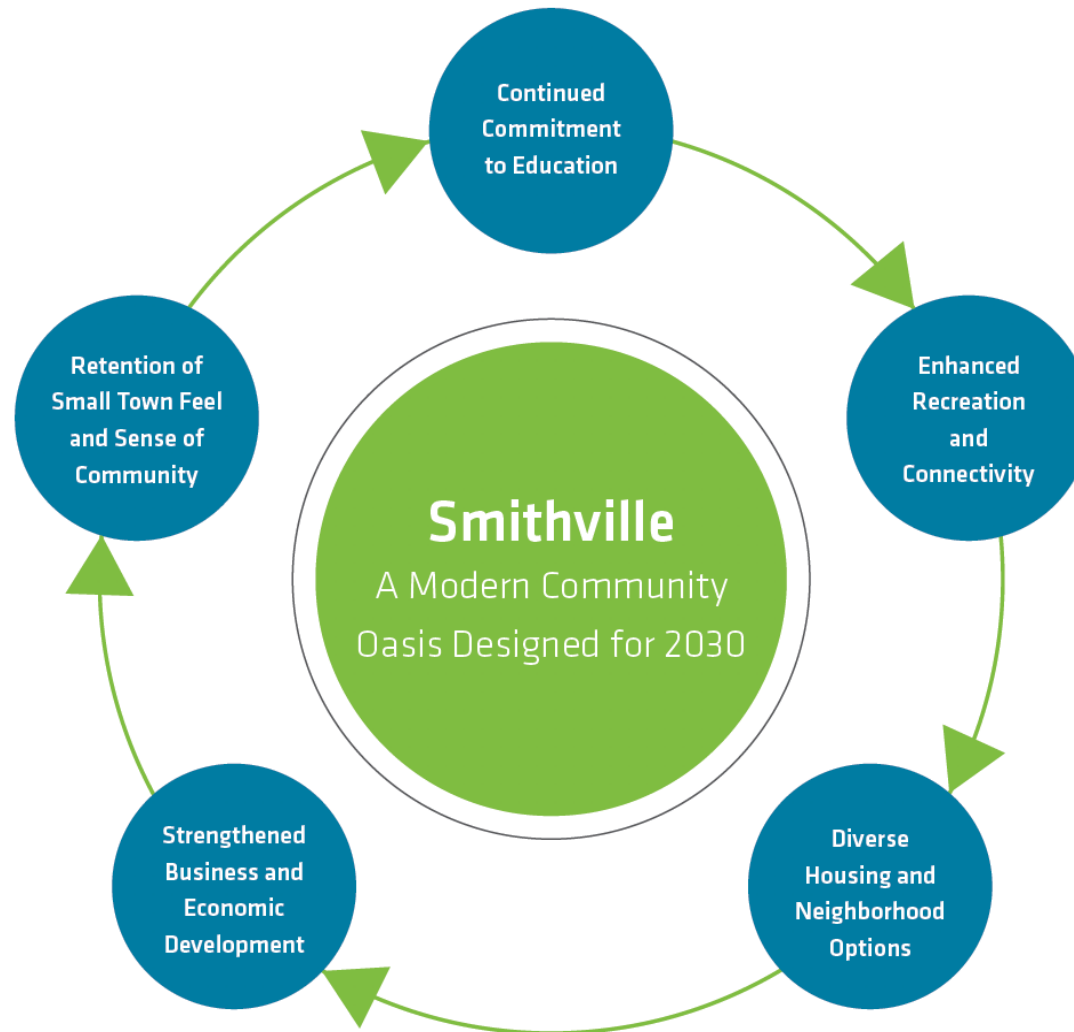 Continued
Commitment
to Education
Enhanced
Recreation
and
Connectivity
Diverse
Housing and
Neighborhood
Options
Strengthened
Business and
Economic
Development
Retention of
Small Town Feel
and Sense of
Community
Smithville
A Modern Community
Oasis Designed for 2030